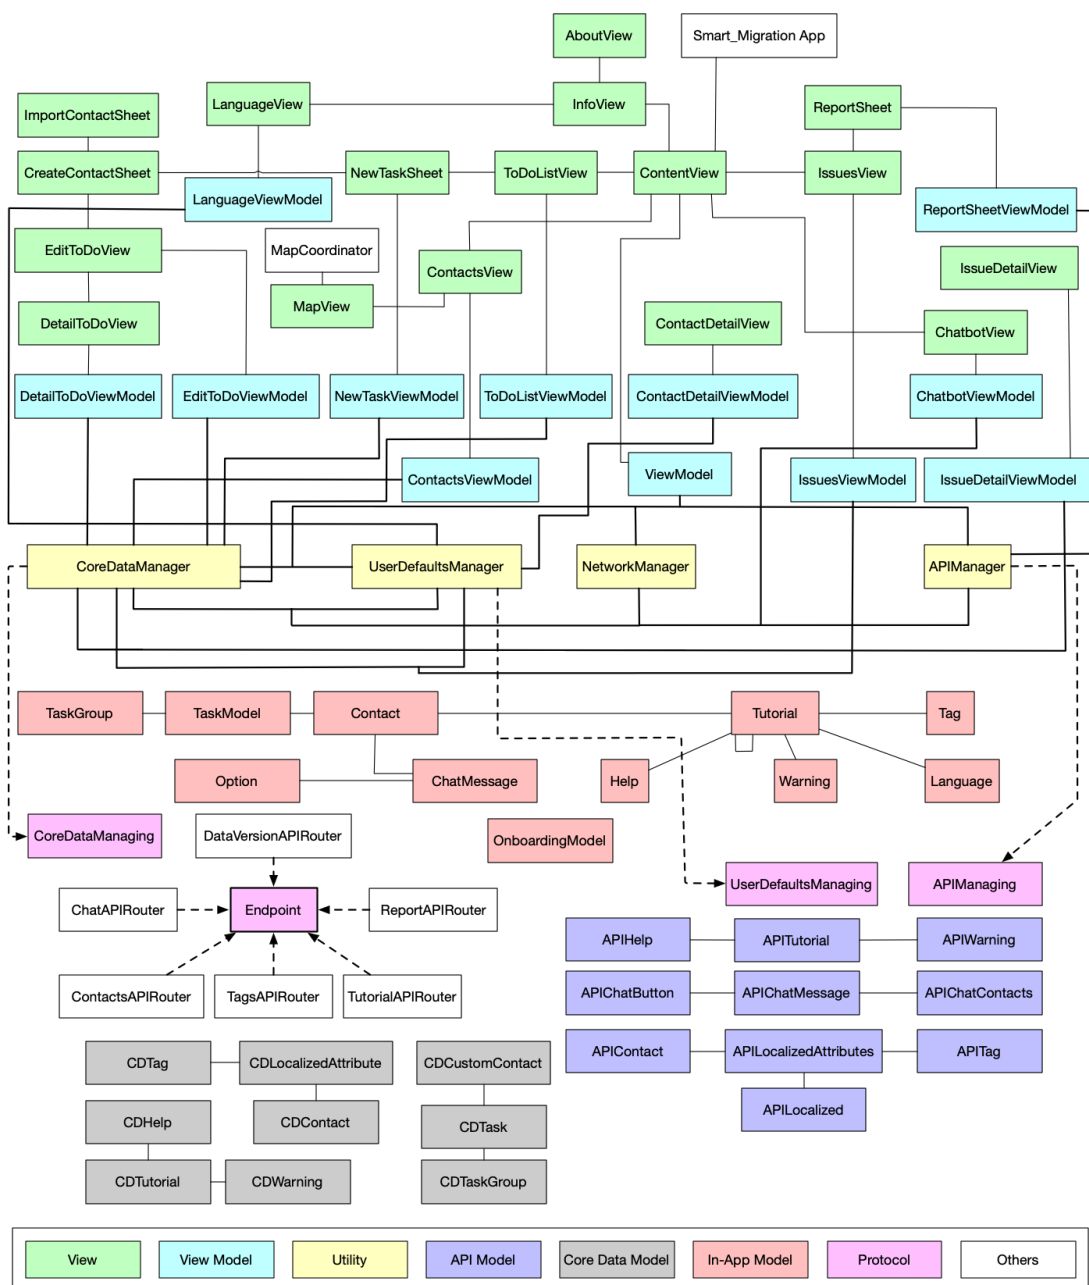 AboutView
Smart_Migration App
LanguageView
InfoView
ReportSheet
ImportContactSheet
CreateContactSheet
NewTaskSheet
ToDoListView
ContentView
IssuesView
LanguageViewModel
ReportSheetViewModel
EditToDoView
MapCoordinator
ContactsView
IssueDetailView
MapView
DetailToDoView
ContactDetailView
ChatbotView
DetailToDoViewModel
EditToDoViewModel
NewTaskViewModel
ToDoListViewModel
ContactDetailViewModel
ChatbotViewModel
ContactsViewModel
ViewModel
IssuesViewModel
IssueDetailViewModel
CoreDataManager
UserDefaultsManager
NetworkManager
APIManager
TaskGroup
TaskModel
Contact
Tutorial
Tag
Option
ChatMessage
Help
Warning
Language
CoreDataManaging
DataVersionAPIRouter
OnboardingModel
UserDefaultsManaging
APIManaging
ChatAPIRouter
Endpoint
ReportAPIRouter
APIHelp
APITutorial
APIWarning
ContactsAPIRouter
TagsAPIRouter
TutorialAPIRouter
APIChatButton
APIChatMessage
APIChatContacts
APIContact
APILocalizedAttributes
APITag
CDTag
CDLocalizedAttribute
CDCustomContact
APILocalized
CDHelp
CDContact
CDTask
CDTutorial
CDWarning
CDTaskGroup
View
View Model
Utility
API Model
Core Data Model
In-App Model
Protocol
Others